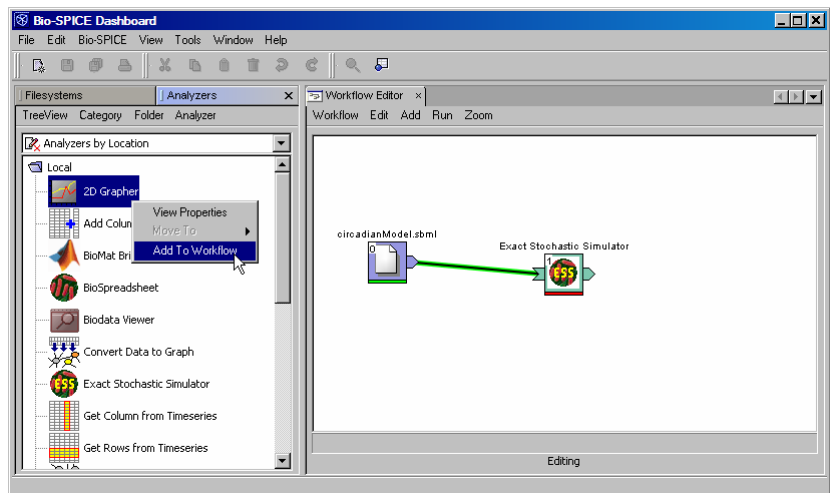 Bio-SPICE Dashboard
File Edit Bio-SPICE View Tools Window Help
Filesystems Analyzers
TreeView Category Folder Analyzer
Analyzers by Location
Local
2D Grapher
View Properties
Add Colum
Move To
Add To Workflow
BioMat Bri
BioSpreadsheet
Biodata Viewer
Convert Data to Graph
ESS Exact Stochastic Simulator
Get Column from Timeseries
Get Rows from Timeseries
Workflow Editor
Workflow Edit Add Run Zoom
circadianModel.sbml
0
Exact Stochastic Simulator
1
ESS
Editing